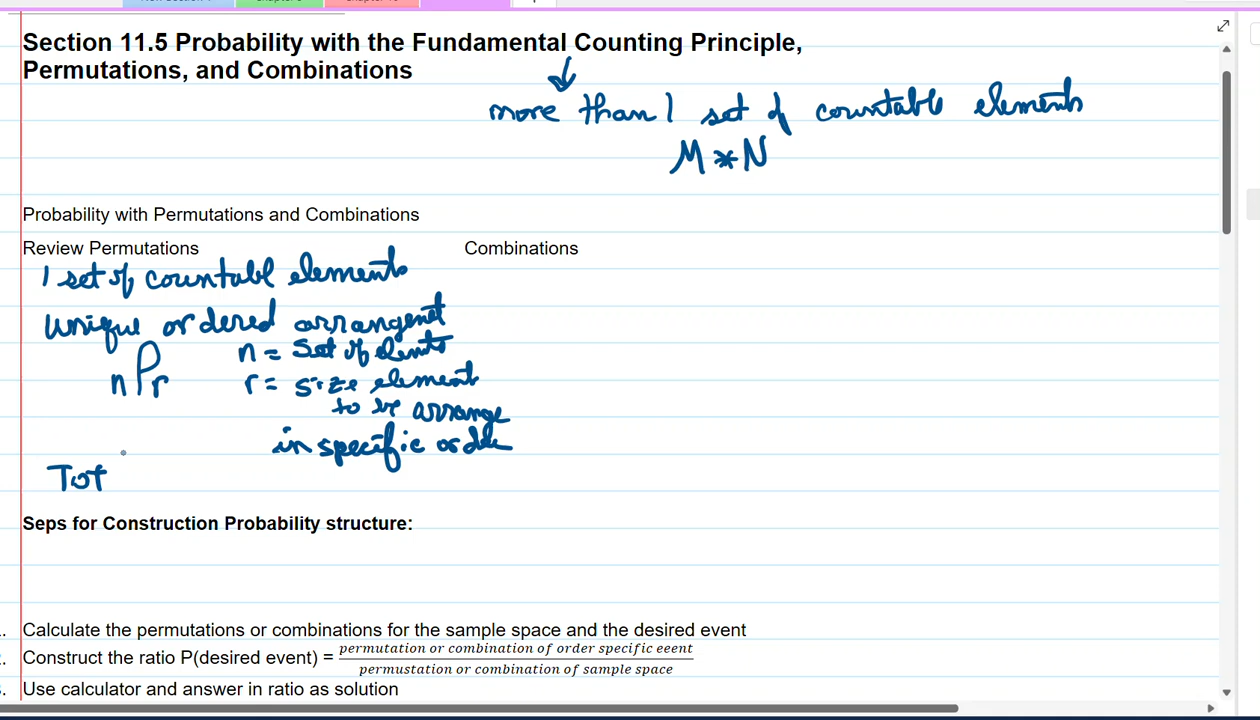 Section 11.5 Probability with the Fundamental Counting Principle,
Permutations, and Combinations
more than 1 set of countable elements
M * N
Probability with Permutations and Combinations
Review Permutations
Combinations
1 set of countabl elements
unique ordered arrangent
n = set of elemts
nPr
r = size element
to be arrange
in specific orde
Tot
Seps for Construction Probability structure:
Calculate the permutations or combinations for the sample space and the desired event
Construct the ratio P(desired event) = permutation or combination of order specific eeent / permustation or combination of sample space
Use calculator and answer in ratio as solution